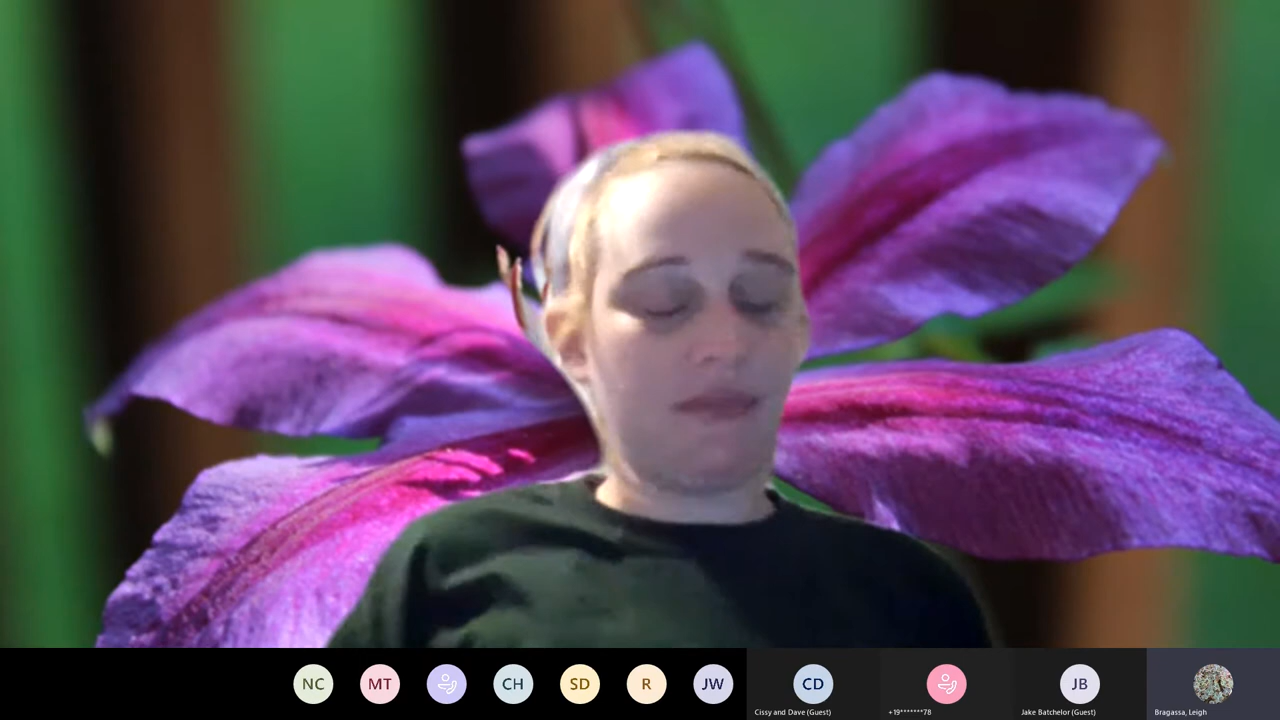 NC
MT
CH
SD
R
JW
CD
JB
Cissy and Dave (Guest)
+19*******78
Jake Batchelor (Guest)
Bragassa, Leigh